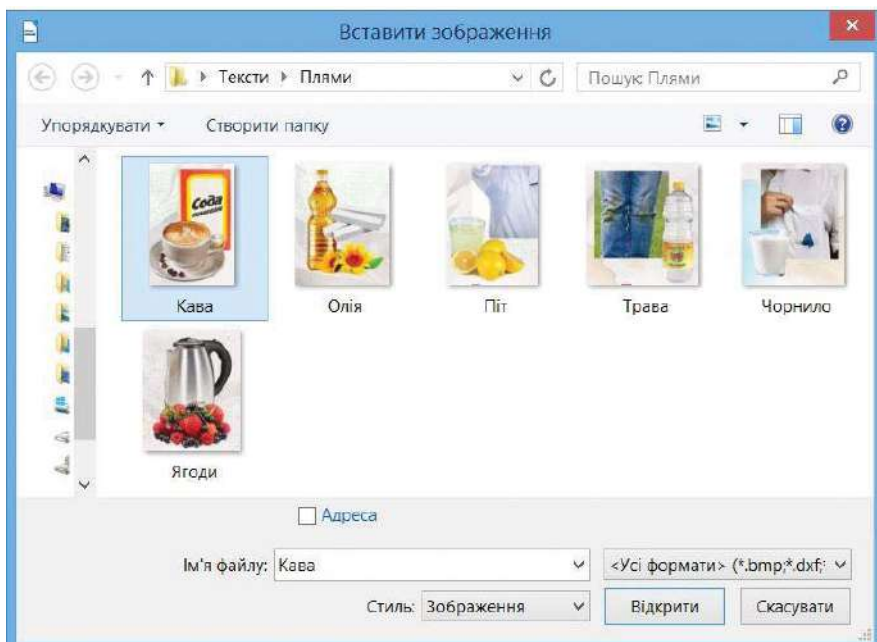 Вставити зображення
Тексти Плями
Пошук: Плями
Упорядкувати
Створити папку
Сода
Кава
Олія
Піт
Трава
Чорнило
Ягоди
Адреса
Ім'я файлу: Кава
<Усі формати> (*.bmp;*.dxf;
Стиль: Зображення
Відкрити
Скасувати